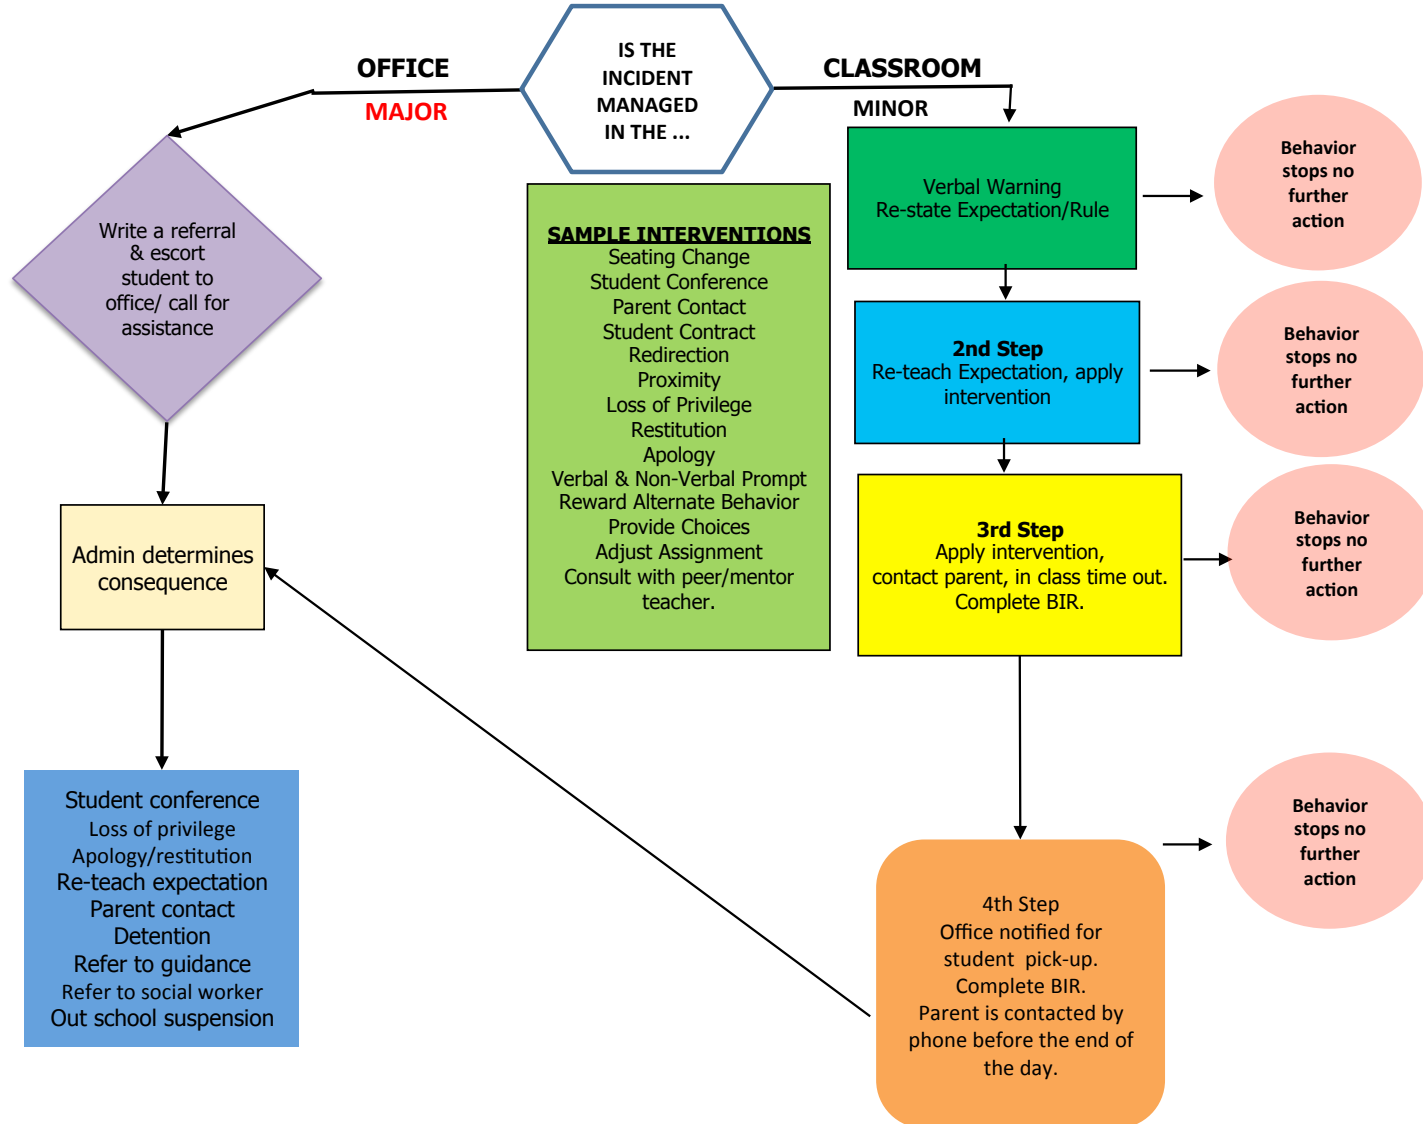 IS THE
INCIDENT
MANAGED
IN THE ...
OFFICE
MAJOR
CLASSROOM
MINOR
Write a referral
& escort
student to
office/ call for
assistance
Admin determines
consequence
Student conference
Loss of privilege
Apology/restitution
Re-teach expectation
Parent contact
Detention
Refer to guidance
Refer to social worker
Out school suspension
SAMPLE INTERVENTIONS
Seating Change
Student Conference
Parent Contact
Student Contract
Redirection
Proximity
Loss of Privilege
Restitution
Apology
Verbal & Non-Verbal Prompt
Reward Alternate Behavior
Provide Choices
Adjust Assignment
Consult with peer/mentor
teacher.
Verbal Warning
Re-state Expectation/Rule
Behavior
stops no
further
action
2nd Step
Re-teach Expectation, apply
intervention
Behavior
stops no
further
action
3rd Step
Apply intervention,
contact parent, in class time out.
Complete BIR.
Behavior
stops no
further
action
4th Step
Office notified for
student pick-up.
Complete BIR.
Parent is contacted by
phone before the end of
the day.
Behavior
stops no
further
action